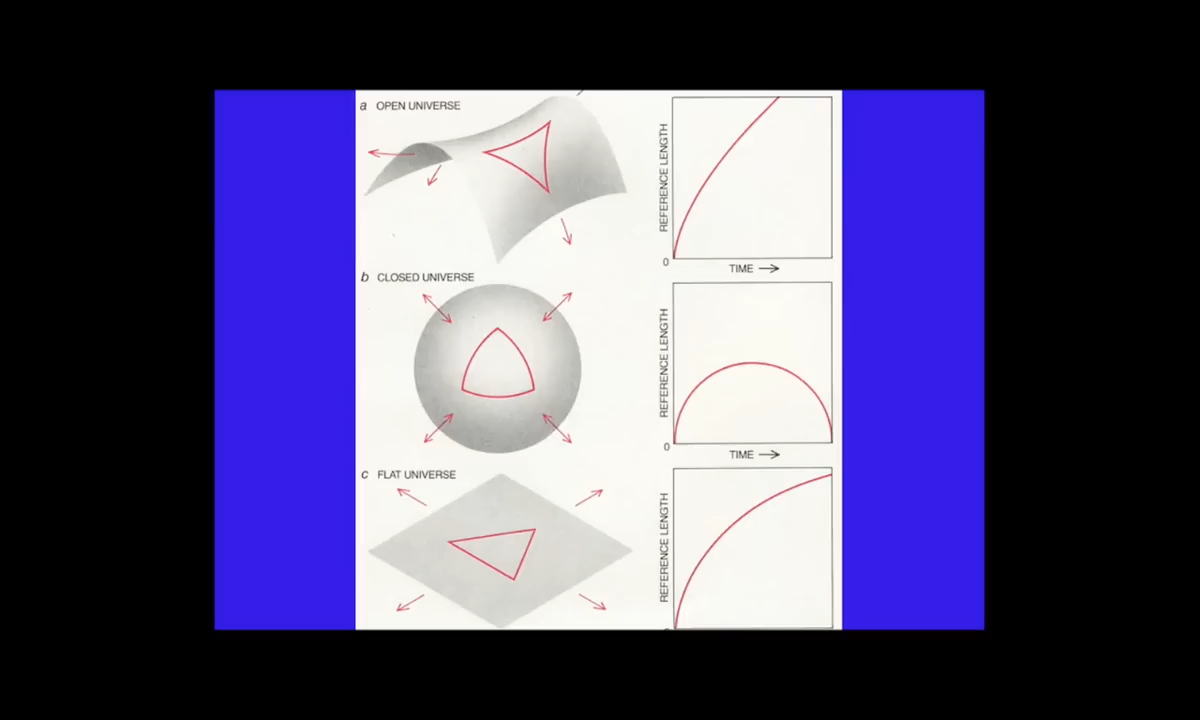 a OPEN UNIVERSE
REFERENCE LENGTH
0
TIME
b CLOSED UNIVERSE
REFERENCE LENGTH
0
TIME
c FLAT UNIVERSE
REFERENCE LENGTH